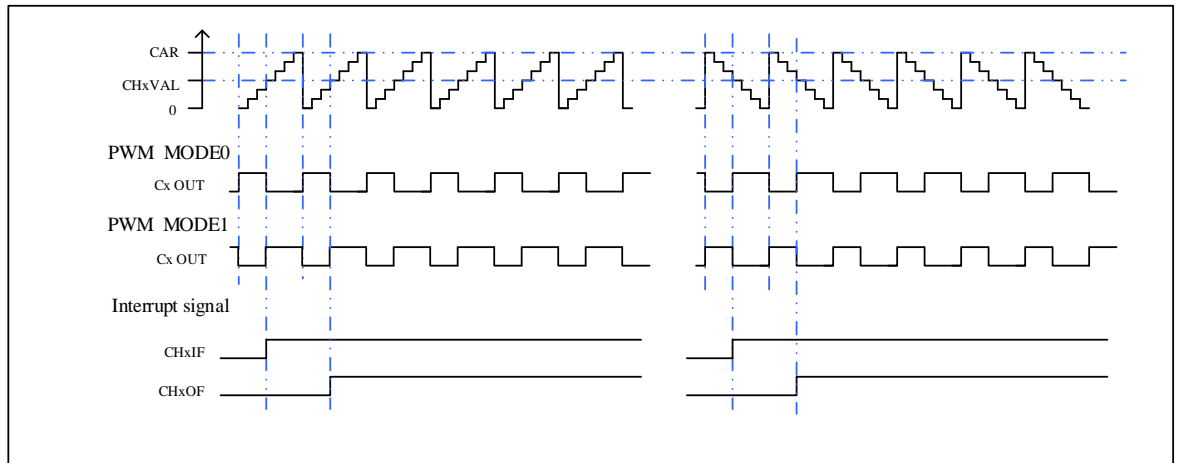 CAR
CHxVAL
0
PWM MODE0
Cx OUT
PWM MODE1
Cx OUT
Interrupt signal
CHxIF
CHxOF